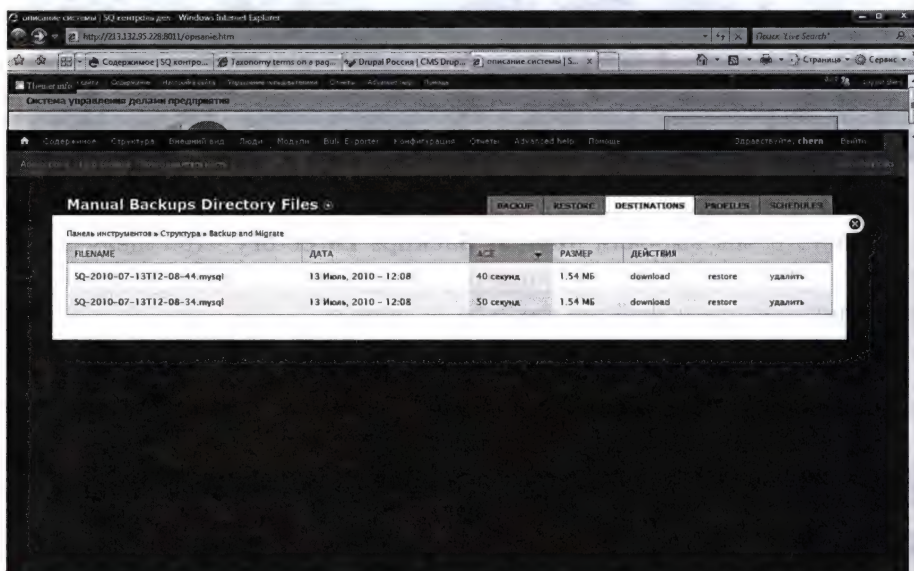 описание системы | SQ контроль дел - Windows Internet Explorer
http://213.132.95.228:8011/opisanie.htm
Поиск "Live Search"
Содержимое | SQ контро...
Taxonomy terms on a pag...
Drupal Россия | CMS Drup...
описание системы | S... X
Страница
Сервис
Themer info
Система управления делами предприятия
Содержимое Структура Внешний вид Люди Модули Bulk Exporter Конфигурация Отчеты Advanced help Помощь Здравствуйте, chern Выйти
Manual Backups Directory Files
BACKUP RESTORE DESTINATIONS PROFILES SCHEDULES
Панель инструментов » Структура » Backup and Migrate
FILENAME ДАТА AGE РАЗМЕР ДЕЙСТВИЯ
SQ-2010-07-13T12-08-44.mysql 13 Июль, 2010 - 12:08 40 секунд 1.54 МБ download restore удалить
SQ-2010-07-13T12-08-34.mysql 13 Июль, 2010 - 12:08 50 секунд 1.54 МБ download restore удалить